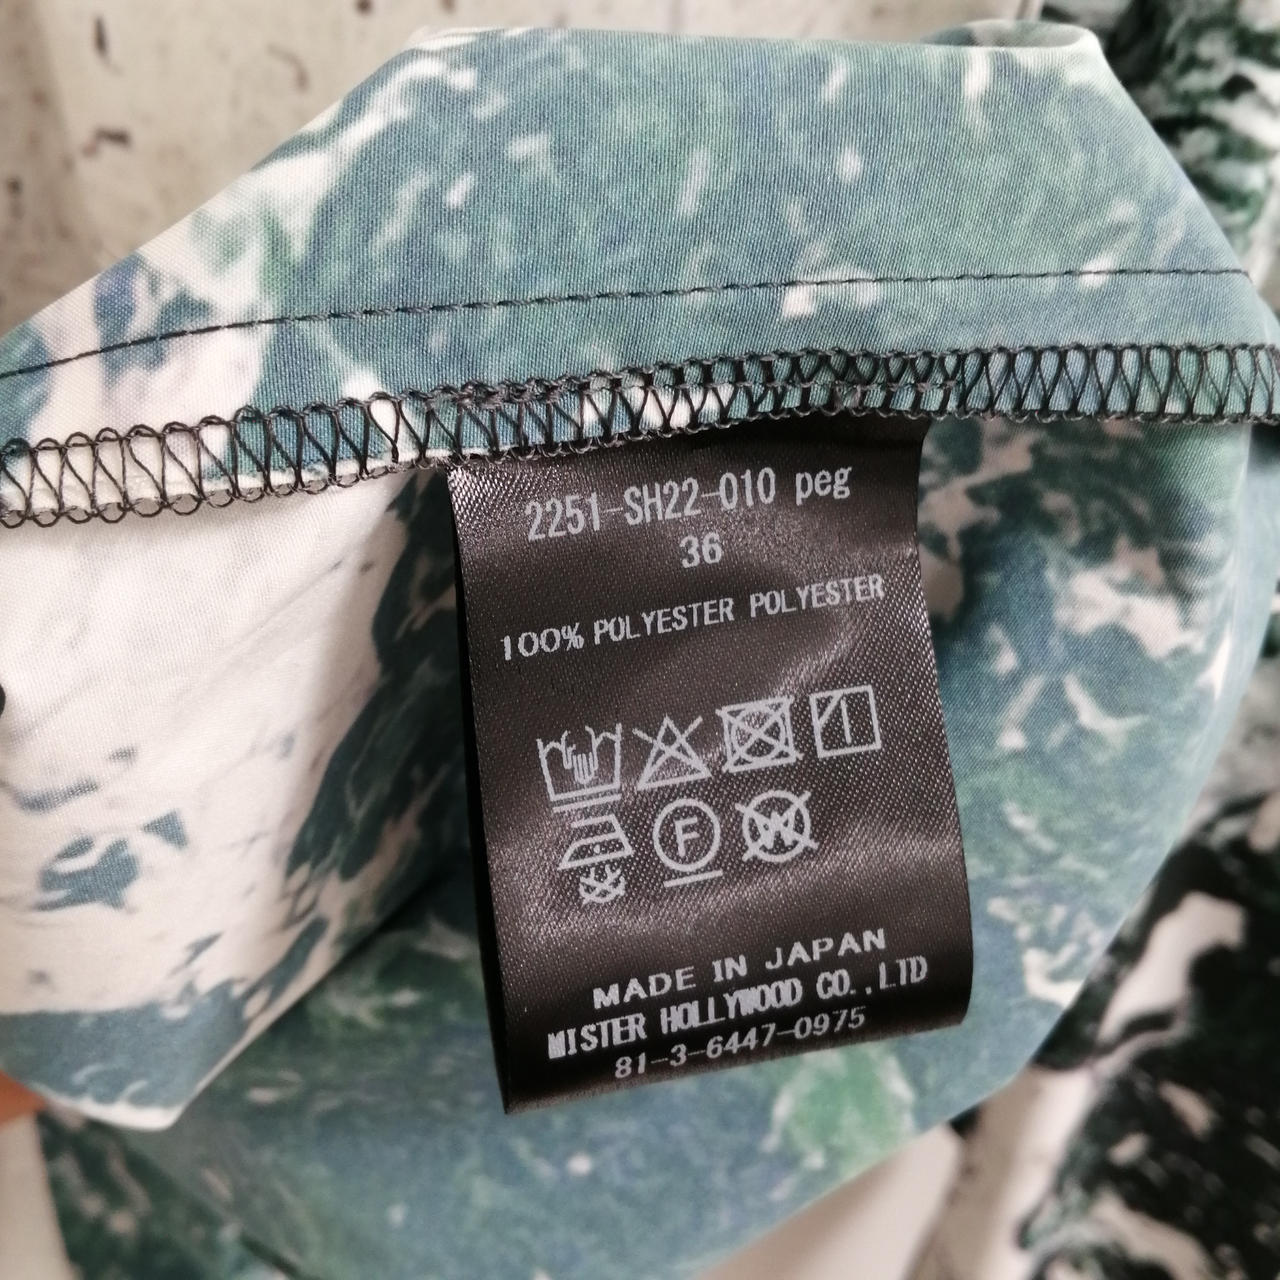 2251-SH22-010 peg
36
100% POLYESTER POLYESTER
F
W
MADE IN JAPAN
MISTER HOLLYWOOD CO.,LTD
81-3-6447-0975